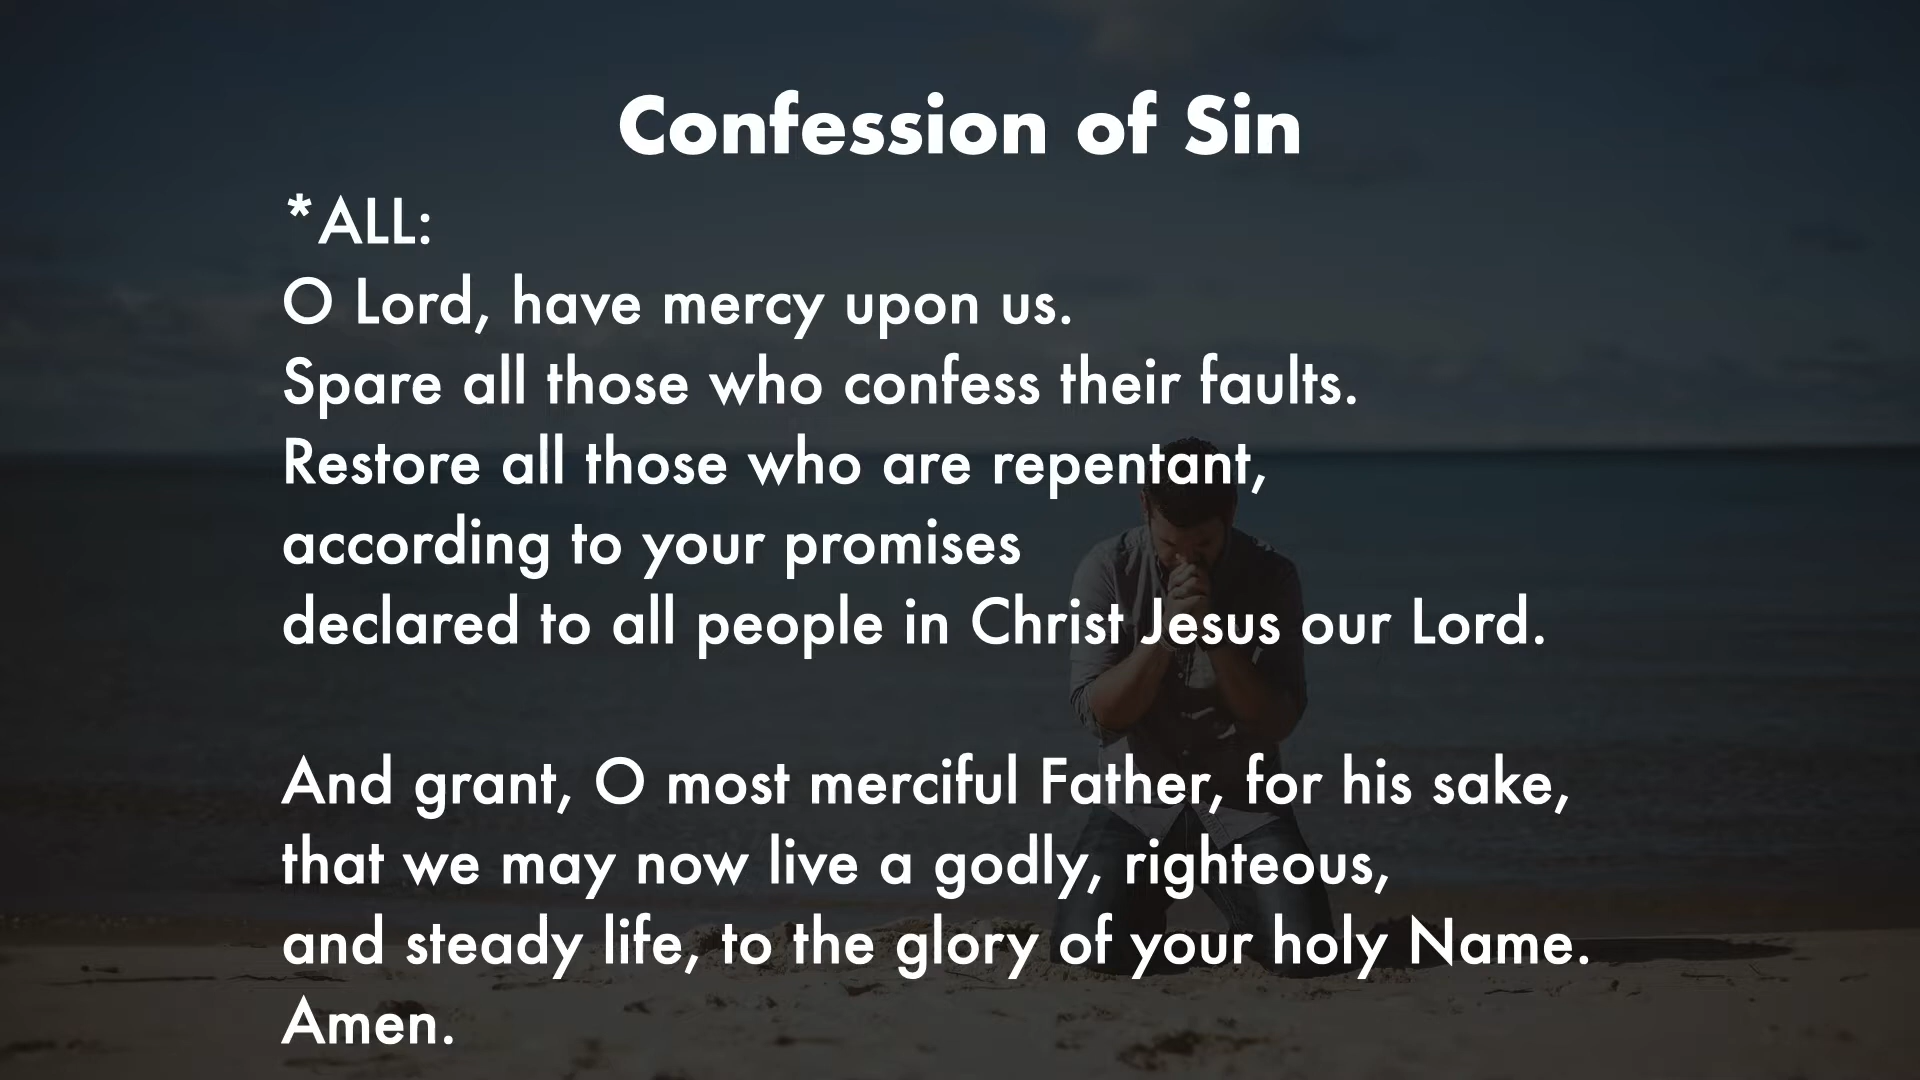 Confession of Sin
*ALL:
O Lord, have mercy upon us.
Spare all those who confess their faults.
Restore all those who are repentant,
according to your promises
declared to all people in Christ Jesus our Lord.
And grant, O most merciful Father, for his sake,
that we may now live a godly, righteous,
and steady life, to the glory of your holy Name.
Amen.